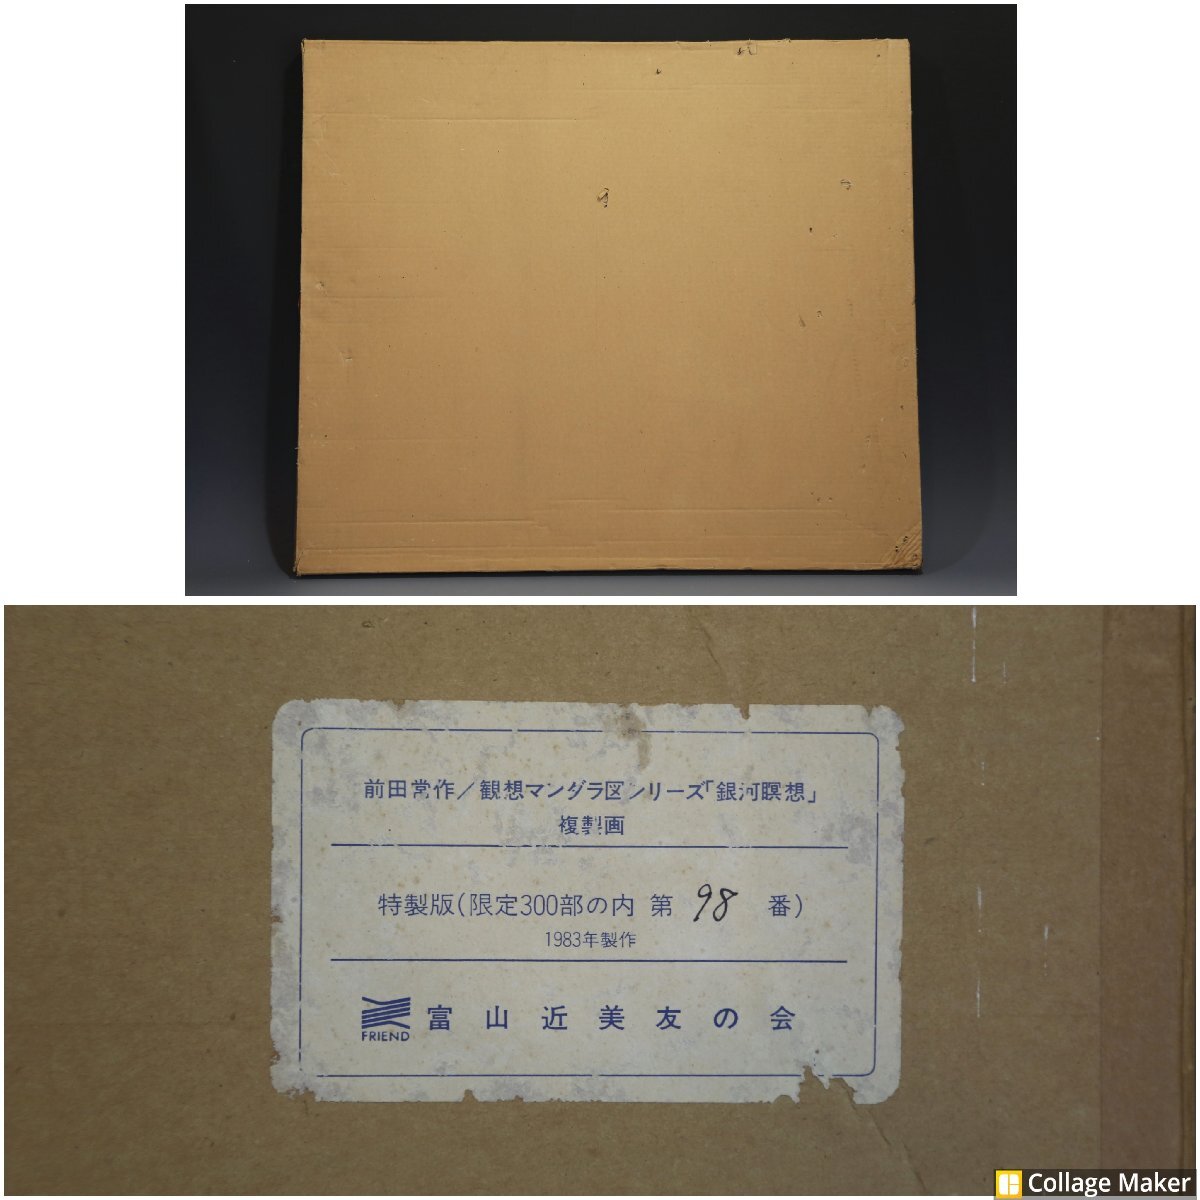 前田常作／観想マンダラ図シリーズ「銀河瞑想」
複製画
特製版(限定300部の内 第 98 番)
1983年製作
FRIEND 富山近美友の会
Collage Maker